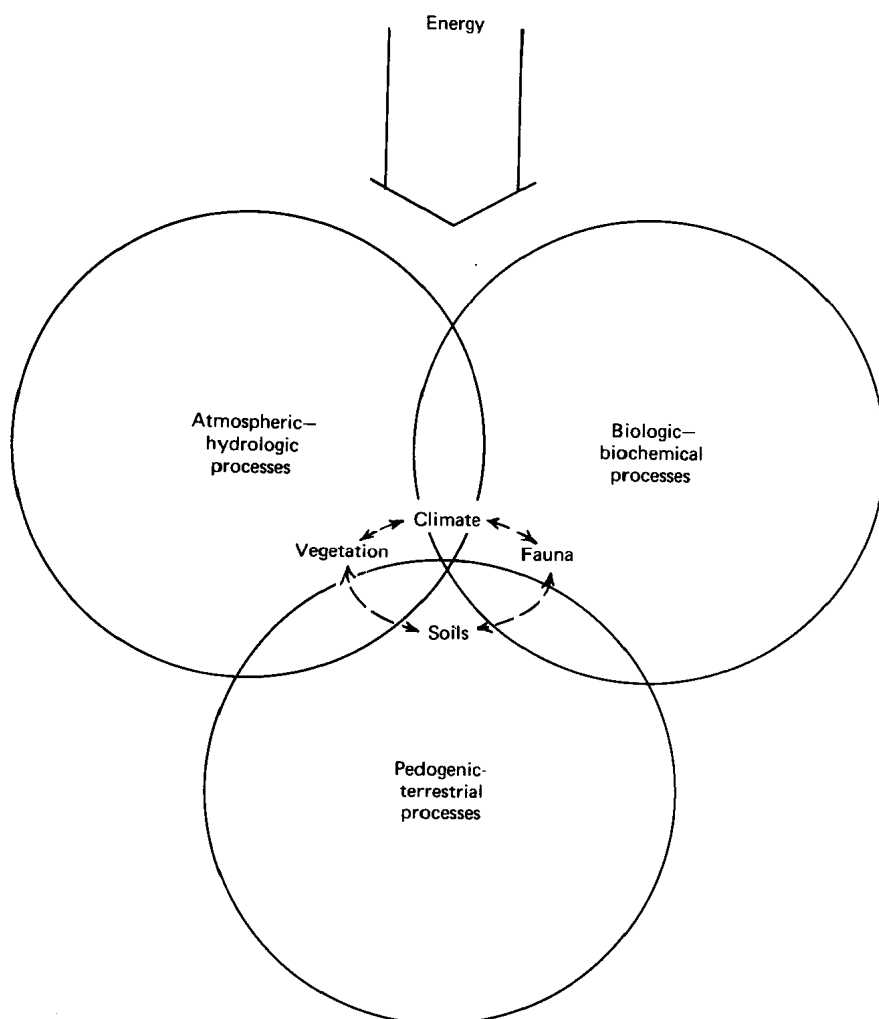 Energy
Atmospheric—
hydrologic
processes
Biologic—
biochemical
processes
Climate
Vegetation
Fauna
Soils
Pedogenic-
terrestrial
processes